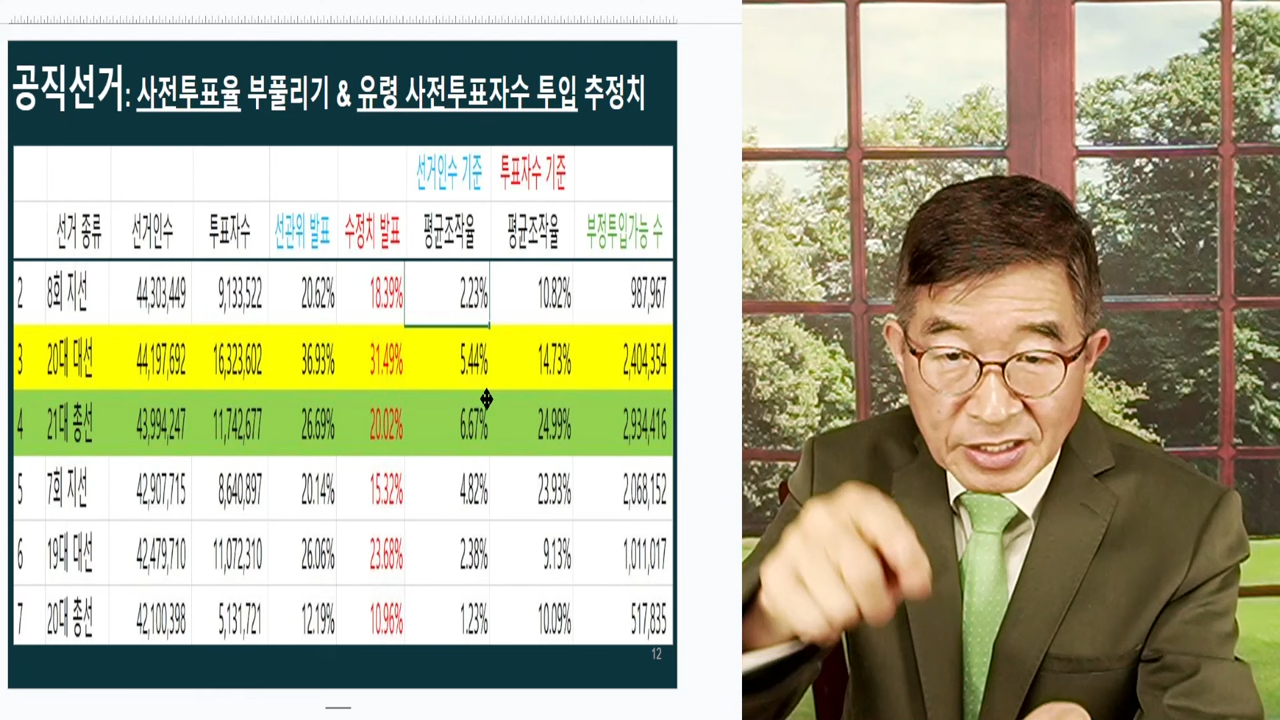 공직선거: 사전투표율 부풀리기 & 유령 사전투표자수 투입 추정치
선거인수 기준 투표자수 기준
선거 종류 선거인수 투표자수 선관위 발표 수정치 발표 평균조작율 평균조작율 부정투입가능 수
2 8회 지선 44,303,449 9,133,522 20.62% 18.39% 2.23% 10.82% 987,967
3 20대 대선 44,197,692 16,323,602 36.93% 31.49% 5.44% 14.73% 2,404,354
4 21대 총선 43,994,247 11,742,677 26.69% 20.02% 6.67% 24.99% 2,934,416
5 7회 지선 42,907,715 8,640,897 20.14% 15.32% 4.82% 23.93% 2,068,152
6 19대 대선 42,479,710 11,072,310 26.06% 23.68% 2.38% 9.13% 1,011,017
7 20대 총선 42,100,398 5,131,721 12.19% 10.96% 1.23% 10.09% 517,835
12